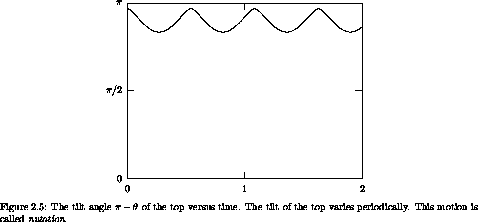 π
π/2
0
0 1 2
Figure 2.5: The tilt angle π − θ of the top versus time. The tilt of the top varies periodically. This motion is
called nutation